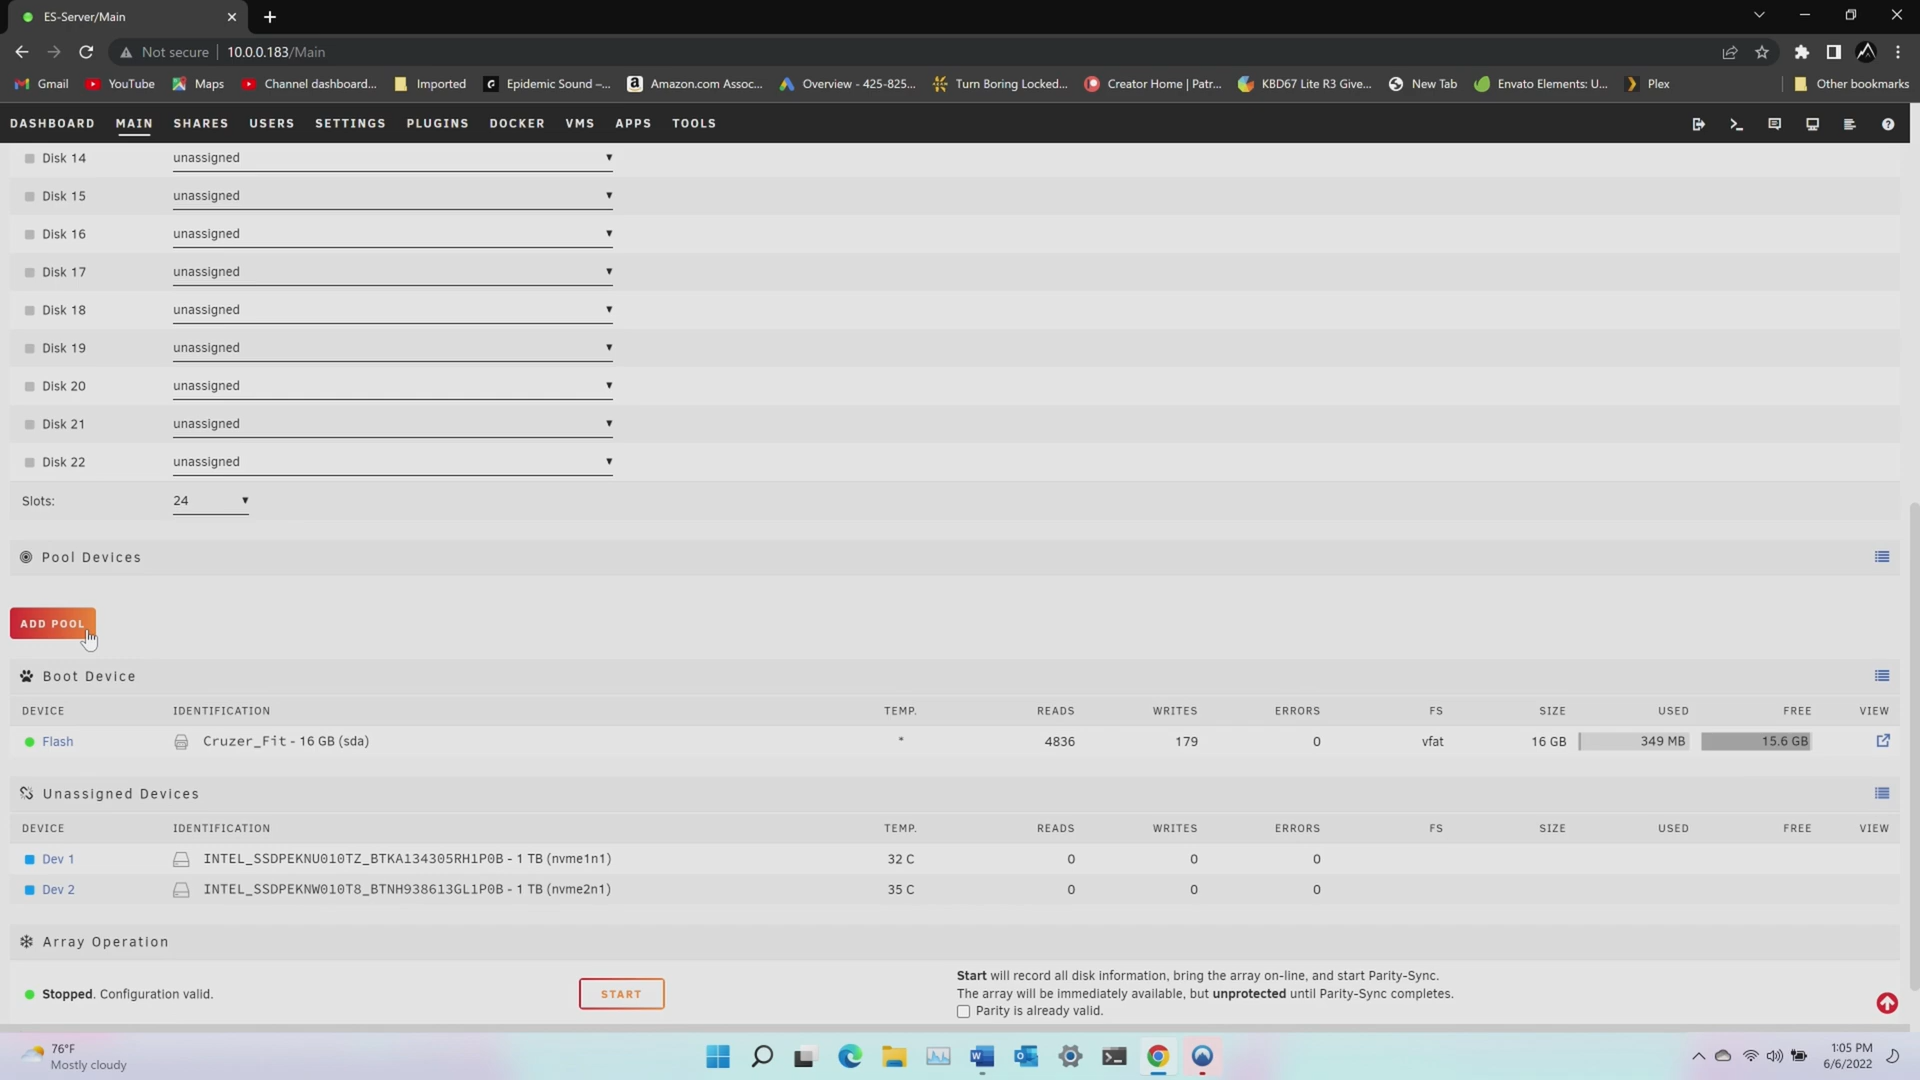 ES-Server/Main
Not secure 10.0.0.183/Main
Gmail YouTube Maps Channel dashboard... Imported Epidemic Sound –... Amazon.com Assoc... Overview - 425-825... Turn Boring Locked... Creator Home | Patr... KBD67 Lite R3 Give... New Tab Envato Elements: U... Plex Other bookmarks
DASHBOARD MAIN SHARES USERS SETTINGS PLUGINS DOCKER VMS APPS TOOLS
Disk 14 unassigned
Disk 15 unassigned
Disk 16 unassigned
Disk 17 unassigned
Disk 18 unassigned
Disk 19 unassigned
Disk 20 unassigned
Disk 21 unassigned
Disk 22 unassigned
Slots: 24
Pool Devices
ADD POOL
Boot Device
DEVICE IDENTIFICATION TEMP. READS WRITES ERRORS FS SIZE USED FREE VIEW
Flash Cruzer_Fit - 16 GB (sda) * 4836 179 0 vfat 16 GB 349 MB 15.6 GB
Unassigned Devices
DEVICE IDENTIFICATION TEMP. READS WRITES ERRORS FS SIZE USED FREE VIEW
Dev 1 INTEL_SSDPEKNU010TZ_BTKA134305RH1P0B - 1 TB (nvme1n1) 32 C 0 0 0
Dev 2 INTEL_SSDPEKNW010T8_BTNH938613GL1P0B - 1 TB (nvme2n1) 35 C 0 0 0
Array Operation
Stopped. Configuration valid. START
Start will record all disk information, bring the array on-line, and start Parity-Sync.
The array will be immediately available, but unprotected until Parity-Sync completes.
Parity is already valid.
76°F
Mostly cloudy
1:05 PM
6/6/2022